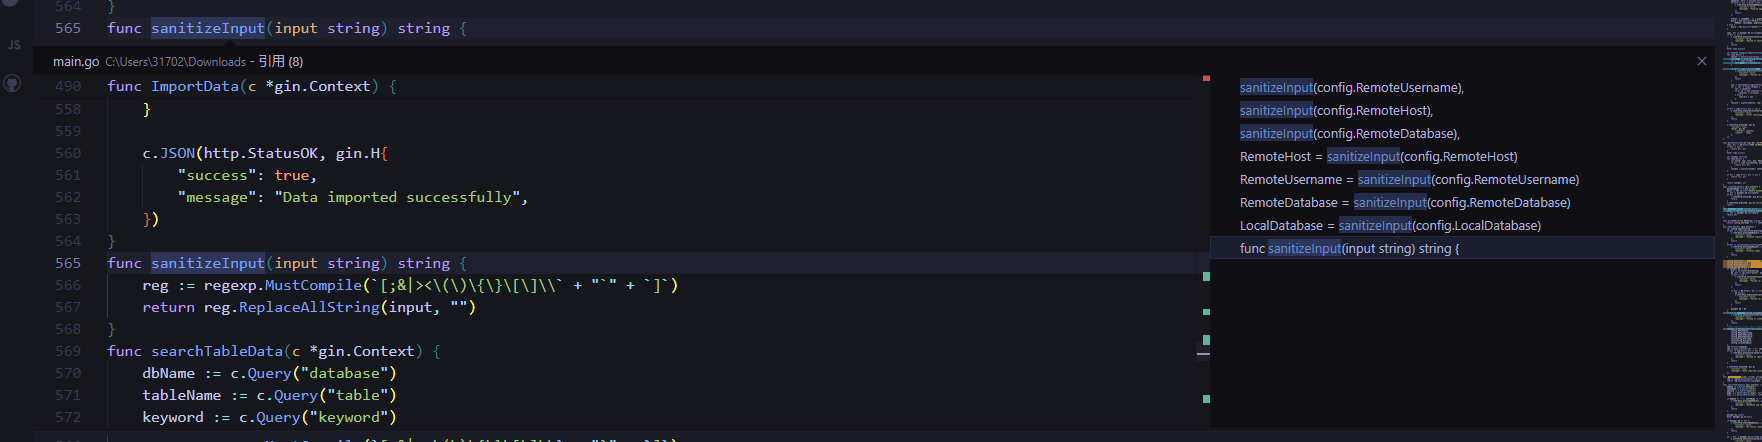 564 }
565 func sanitizeInput(input string) string {
JS
main.go C:\Users\31702\Downloads - 引用 (8)
490 func ImportData(c *gin.Context) {
558 }
559
560 c.JSON(http.StatusOK, gin.H{
561 "success": true,
562 "message": "Data imported successfully",
563 })
564 }
565 func sanitizeInput(input string) string {
566 reg := regexp.MustCompile(`[;&|><\(\)\{\}\[\]\\` + "`" + `]`)
567 return reg.ReplaceAllString(input, "")
568 }
569 func searchTableData(c *gin.Context) {
570 dbName := c.Query("database")
571 tableName := c.Query("table")
572 keyword := c.Query("keyword")
sanitizeInput(config.RemoteUsername),
sanitizeInput(config.RemoteHost),
sanitizeInput(config.RemoteDatabase),
RemoteHost = sanitizeInput(config.RemoteHost)
RemoteUsername = sanitizeInput(config.RemoteUsername)
RemoteDatabase = sanitizeInput(config.RemoteDatabase)
LocalDatabase = sanitizeInput(config.LocalDatabase)
func sanitizeInput(input string) string {